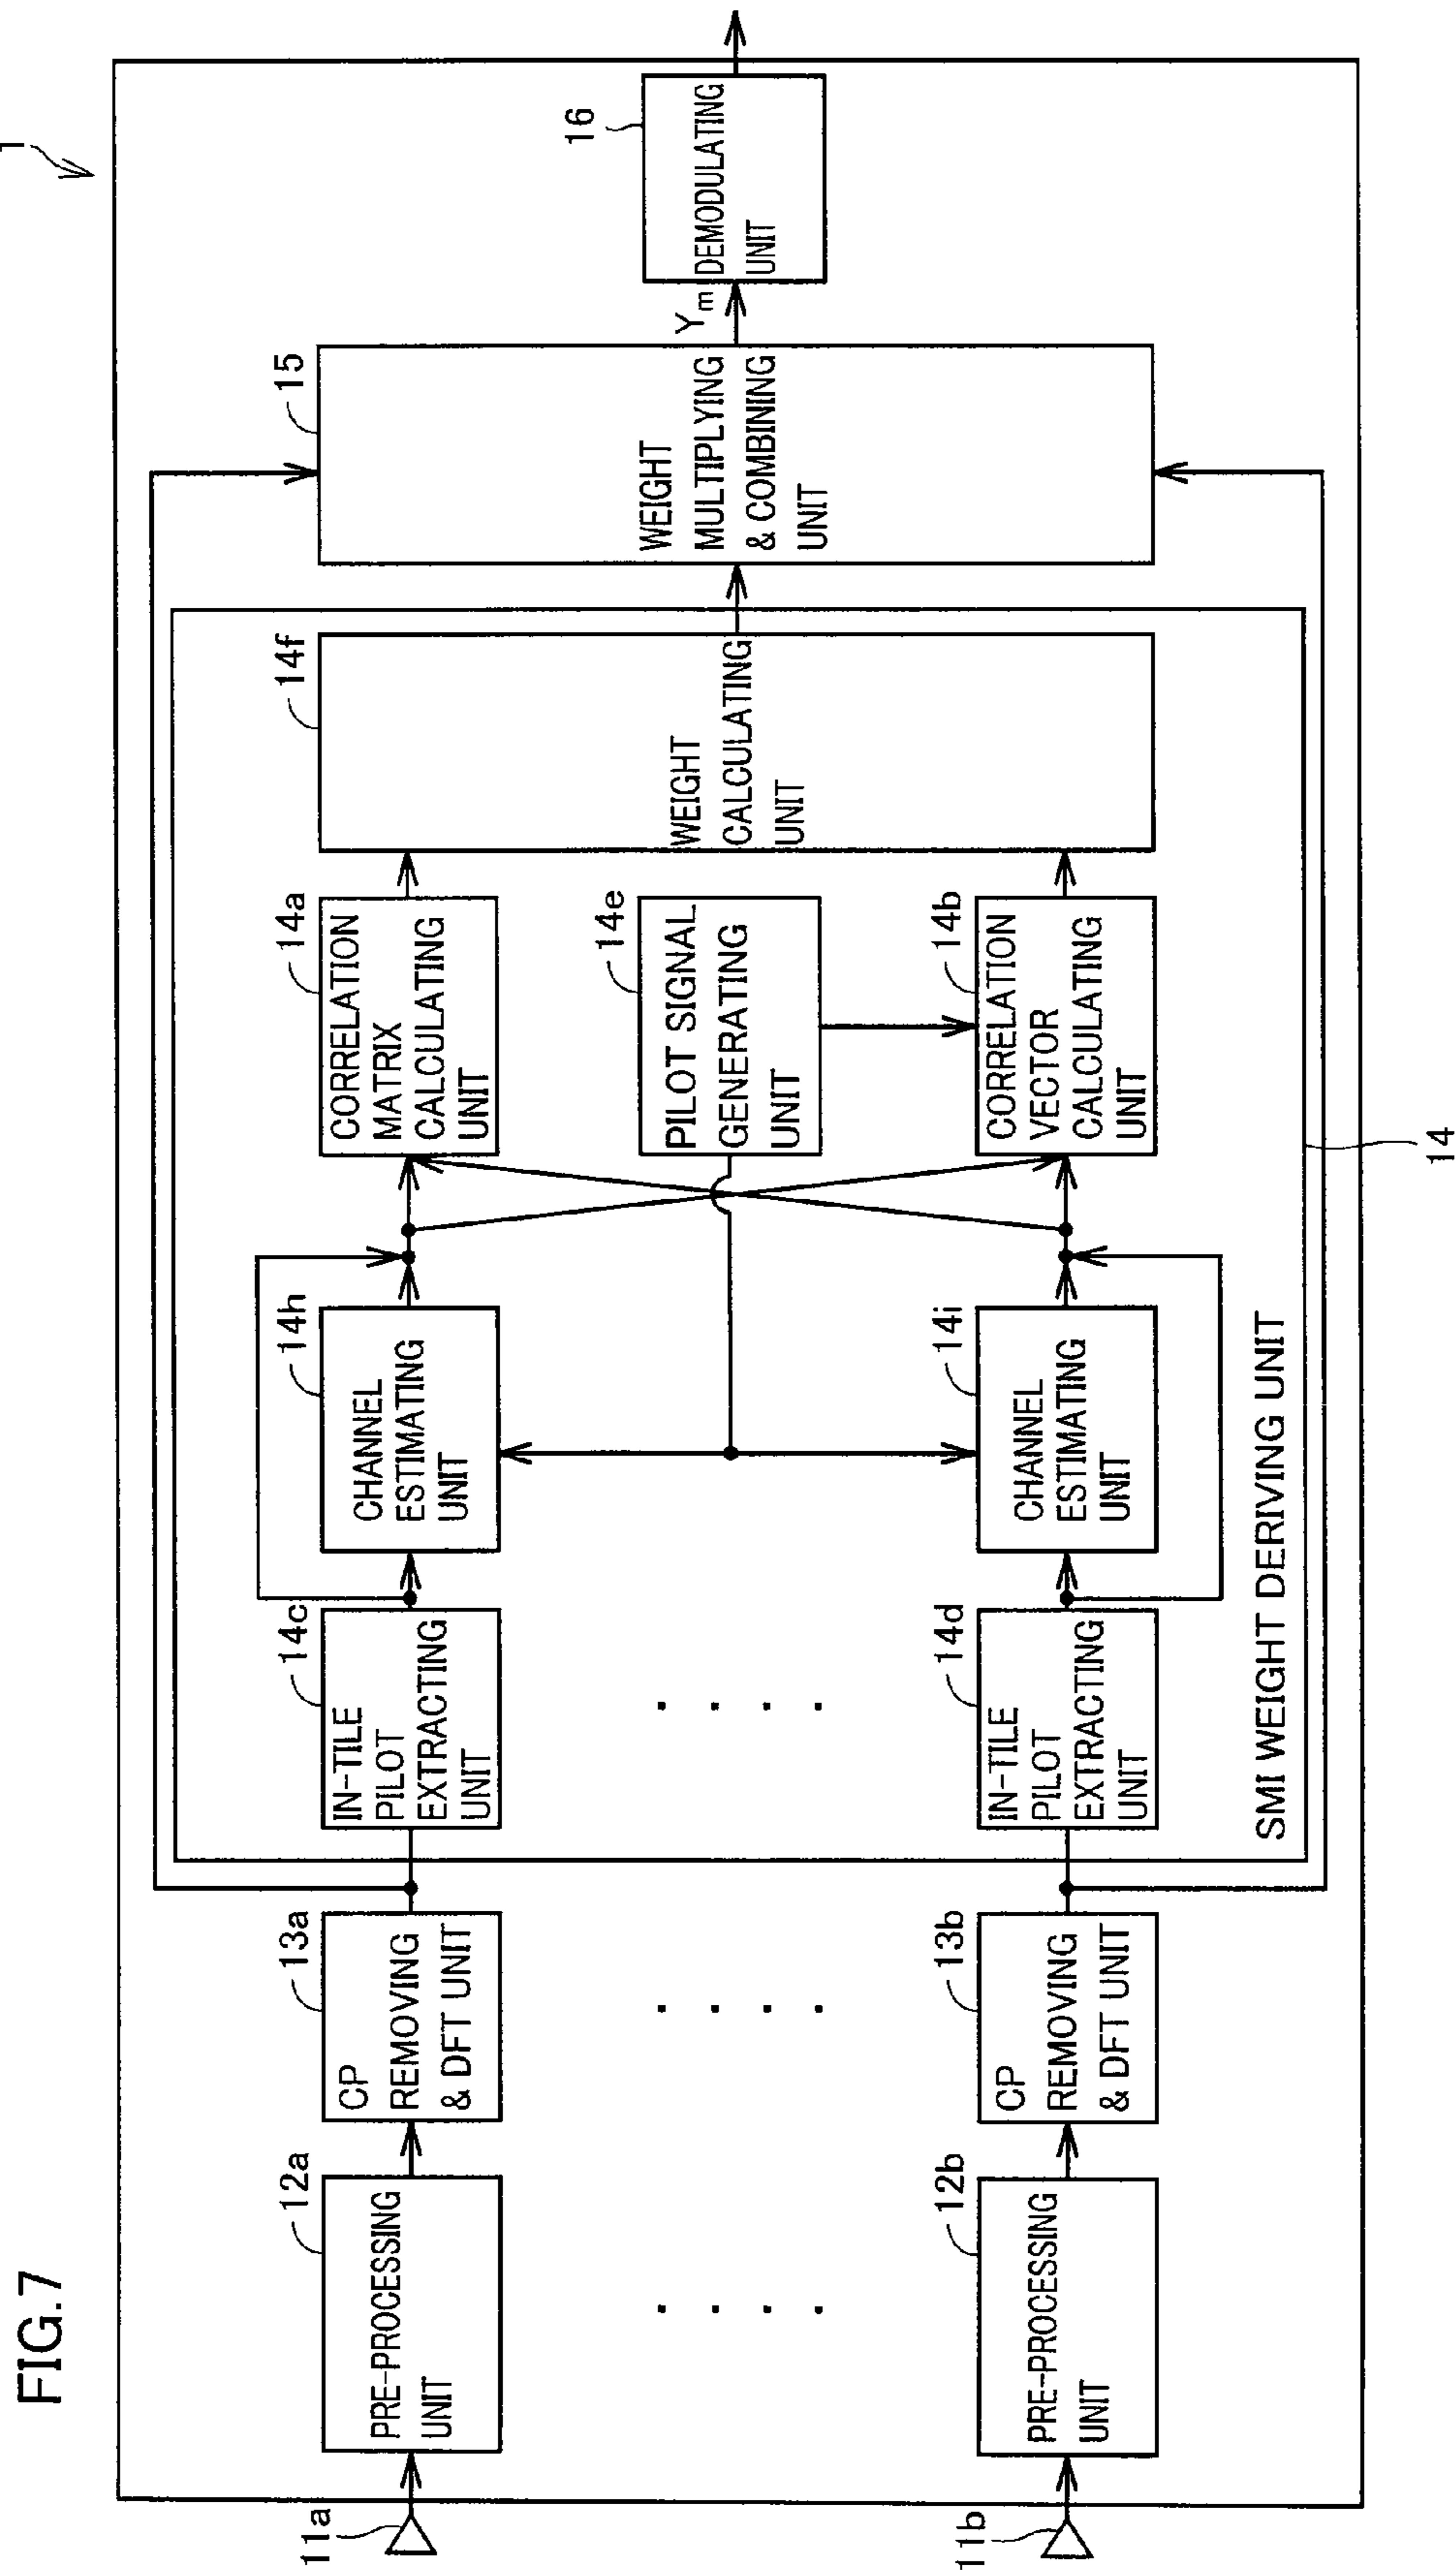 FIG.7
1
11a
12a
PRE-PROCESSING
UNIT
13a
CP
REMOVING
& DFT UNIT
14c
IN-TILE
PILOT
EXTRACTING
UNIT
14h
CHANNEL
ESTIMATING
UNIT
14a
CORRELATION
MATRIX
CALCULATING
UNIT
14e
PILOT SIGNAL
GENERATING
UNIT
14f
WEIGHT
CALCULATING
UNIT
15
WEIGHT
MULTIPLYING
& COMBINING
UNIT
Ym
16
DEMODULATING
UNIT
11b
12b
PRE-PROCESSING
UNIT
13b
CP
REMOVING
& DFT UNIT
14d
IN-TILE
PILOT
EXTRACTING
UNIT
14i
CHANNEL
ESTIMATING
UNIT
14b
CORRELATION
VECTOR
CALCULATING
UNIT
SMI WEIGHT DERIVING UNIT
14